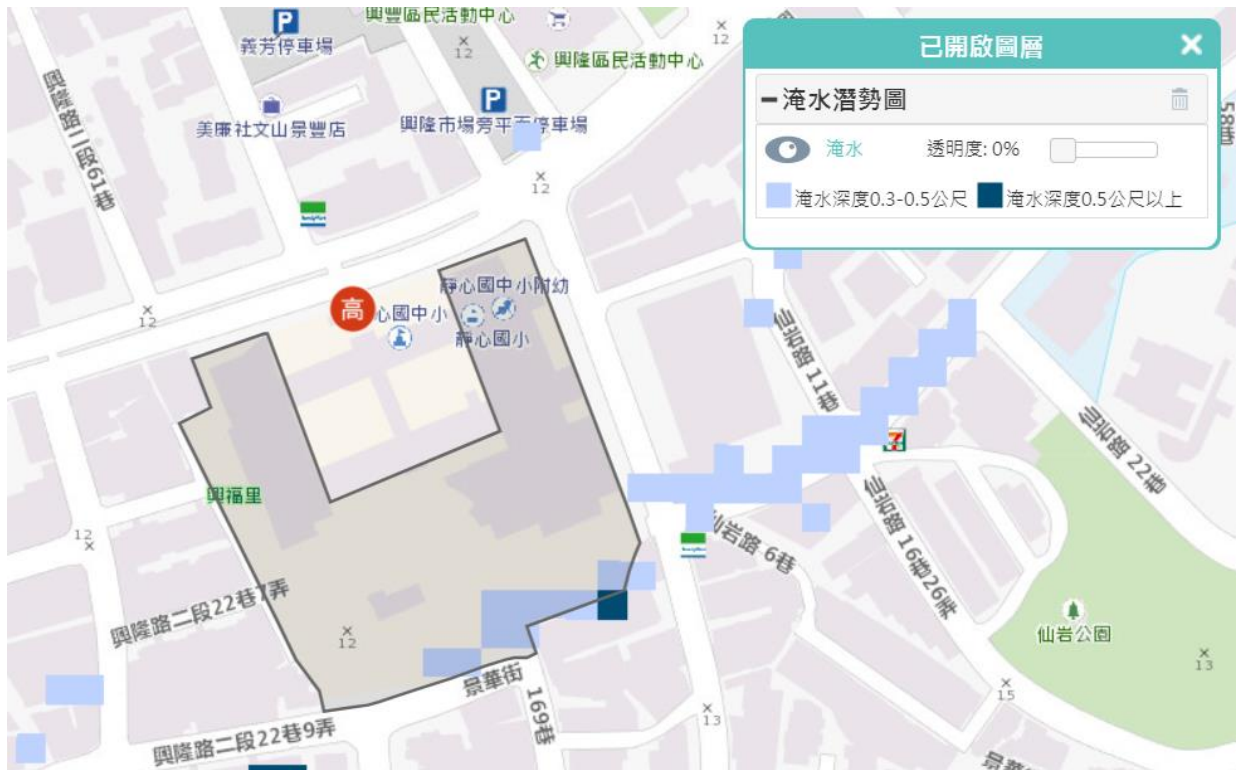 興豐區民活動中心
P
義芳停車場
12
12
興隆區民活動中心
已開啟圖層
淹水潛勢圖
淹水
透明度: 0%
淹水深度0.3-0.5公尺
淹水深度0.5公尺以上
58巷
興隆路二段61巷
美廉社文山景豐店
P
興隆市場旁平面停車場
12
FamilyMart
靜心國中小附幼
高
心國中小
靜心國小
12
仙岩路 11巷
7
仙岩路 22巷
興福里
12
仙岩路 6巷
FamilyMart
仙岩路 16巷26弄
興隆路二段22巷7弄
12
仙岩公園
13
景華街
169巷
15
13
興隆路二段22巷9弄